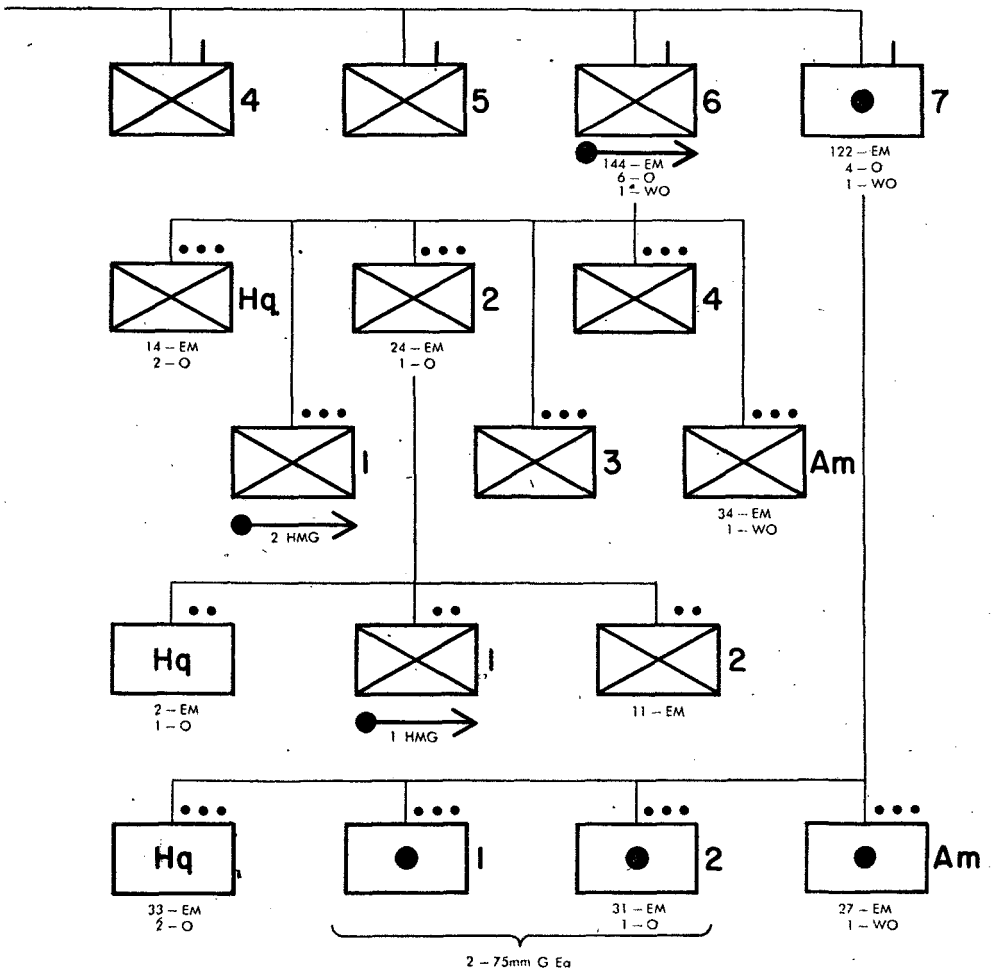 4
5
6
7
144 – EM
6 – O
1 – WO
122 – EM
4 – O
1 – WO
Hq
2
4
14 – EM
2 – O
24 – EM
1 – O
1
3
Am
2 HMG
34 – EM
1 – WO
Hq
1
2
2 – EM
1 – O
1 HMG
11 – EM
Hq
1
2
Am
33 – EM
2 – O
31 – EM
1 – O
27 – EM
1 – WO
2 – 75mm G Ea